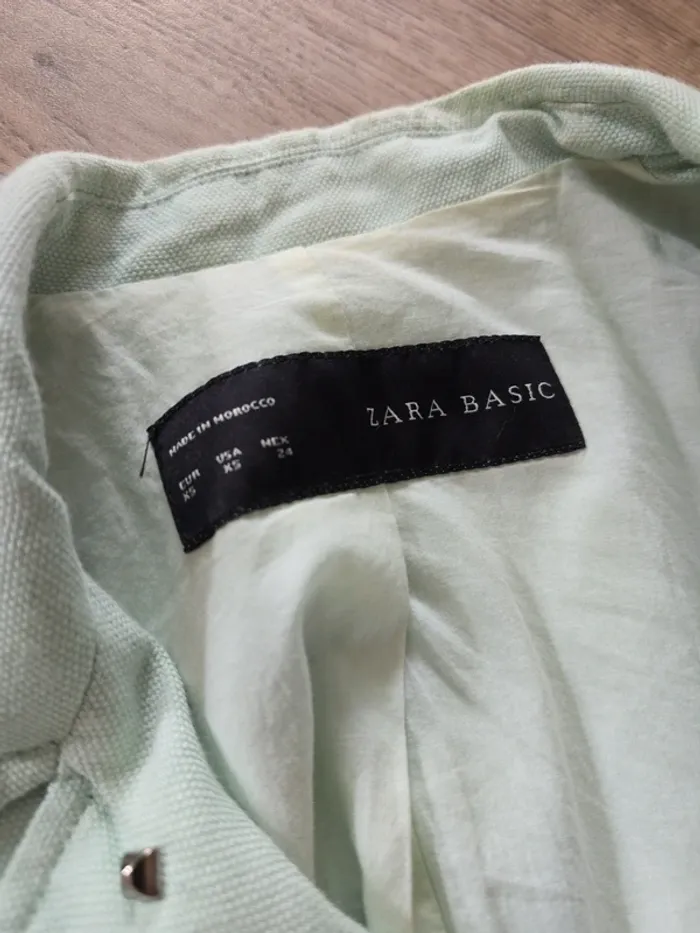 MADE IN MOROCCO
EUR USA MEX
XS XS 24
ZARA BASIC